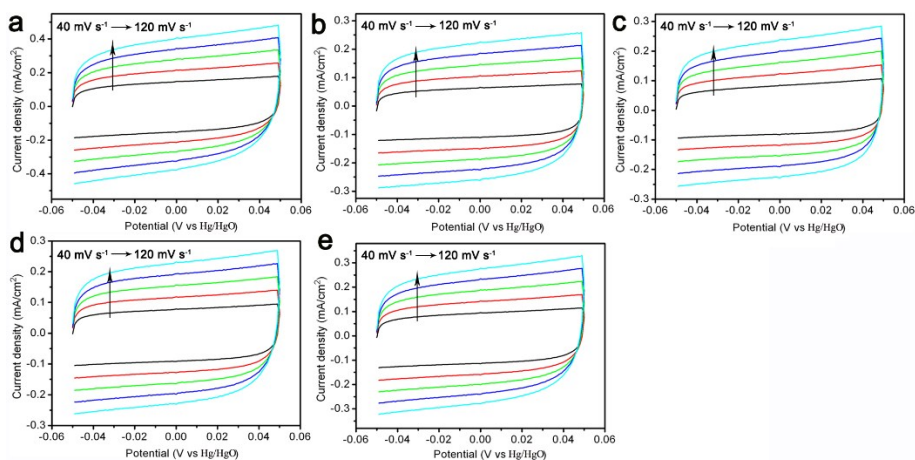 a
40 mV s⁻¹ → 120 mV s⁻¹
Current density (mA/cm²)
0.4
0.2
0.0
-0.2
-0.4
-0.06 -0.04 -0.02 0.00 0.02 0.04 0.06
Potential (V vs Hg/HgO)
b
40 mV s⁻¹ → 120 mV s⁻¹
Current density (mA/cm²)
0.3
0.2
0.1
0.0
-0.1
-0.2
-0.3
-0.06 -0.04 -0.02 0.00 0.02 0.04 0.06
Potential (V vs Hg/HgO)
c
40 mV s⁻¹ → 120 mV s⁻¹
Current density (mA/cm²)
0.3
0.2
0.1
0.0
-0.1
-0.2
-0.3
-0.06 -0.04 -0.02 0.00 0.02 0.04 0.06
Potential (V vs Hg/HgO)
d
40 mV s⁻¹ → 120 mV s⁻¹
Current density (mA/cm²)
0.3
0.2
0.1
0.0
-0.1
-0.2
-0.3
-0.06 -0.04 -0.02 0.00 0.02 0.04 0.06
Potential (V vs Hg/HgO)
e
40 mV s⁻¹ → 120 mV s⁻¹
Current density (mA/cm²)
0.3
0.2
0.1
0.0
-0.1
-0.2
-0.3
-0.06 -0.04 -0.02 0.00 0.02 0.04 0.06
Potential (V vs Hg/HgO)